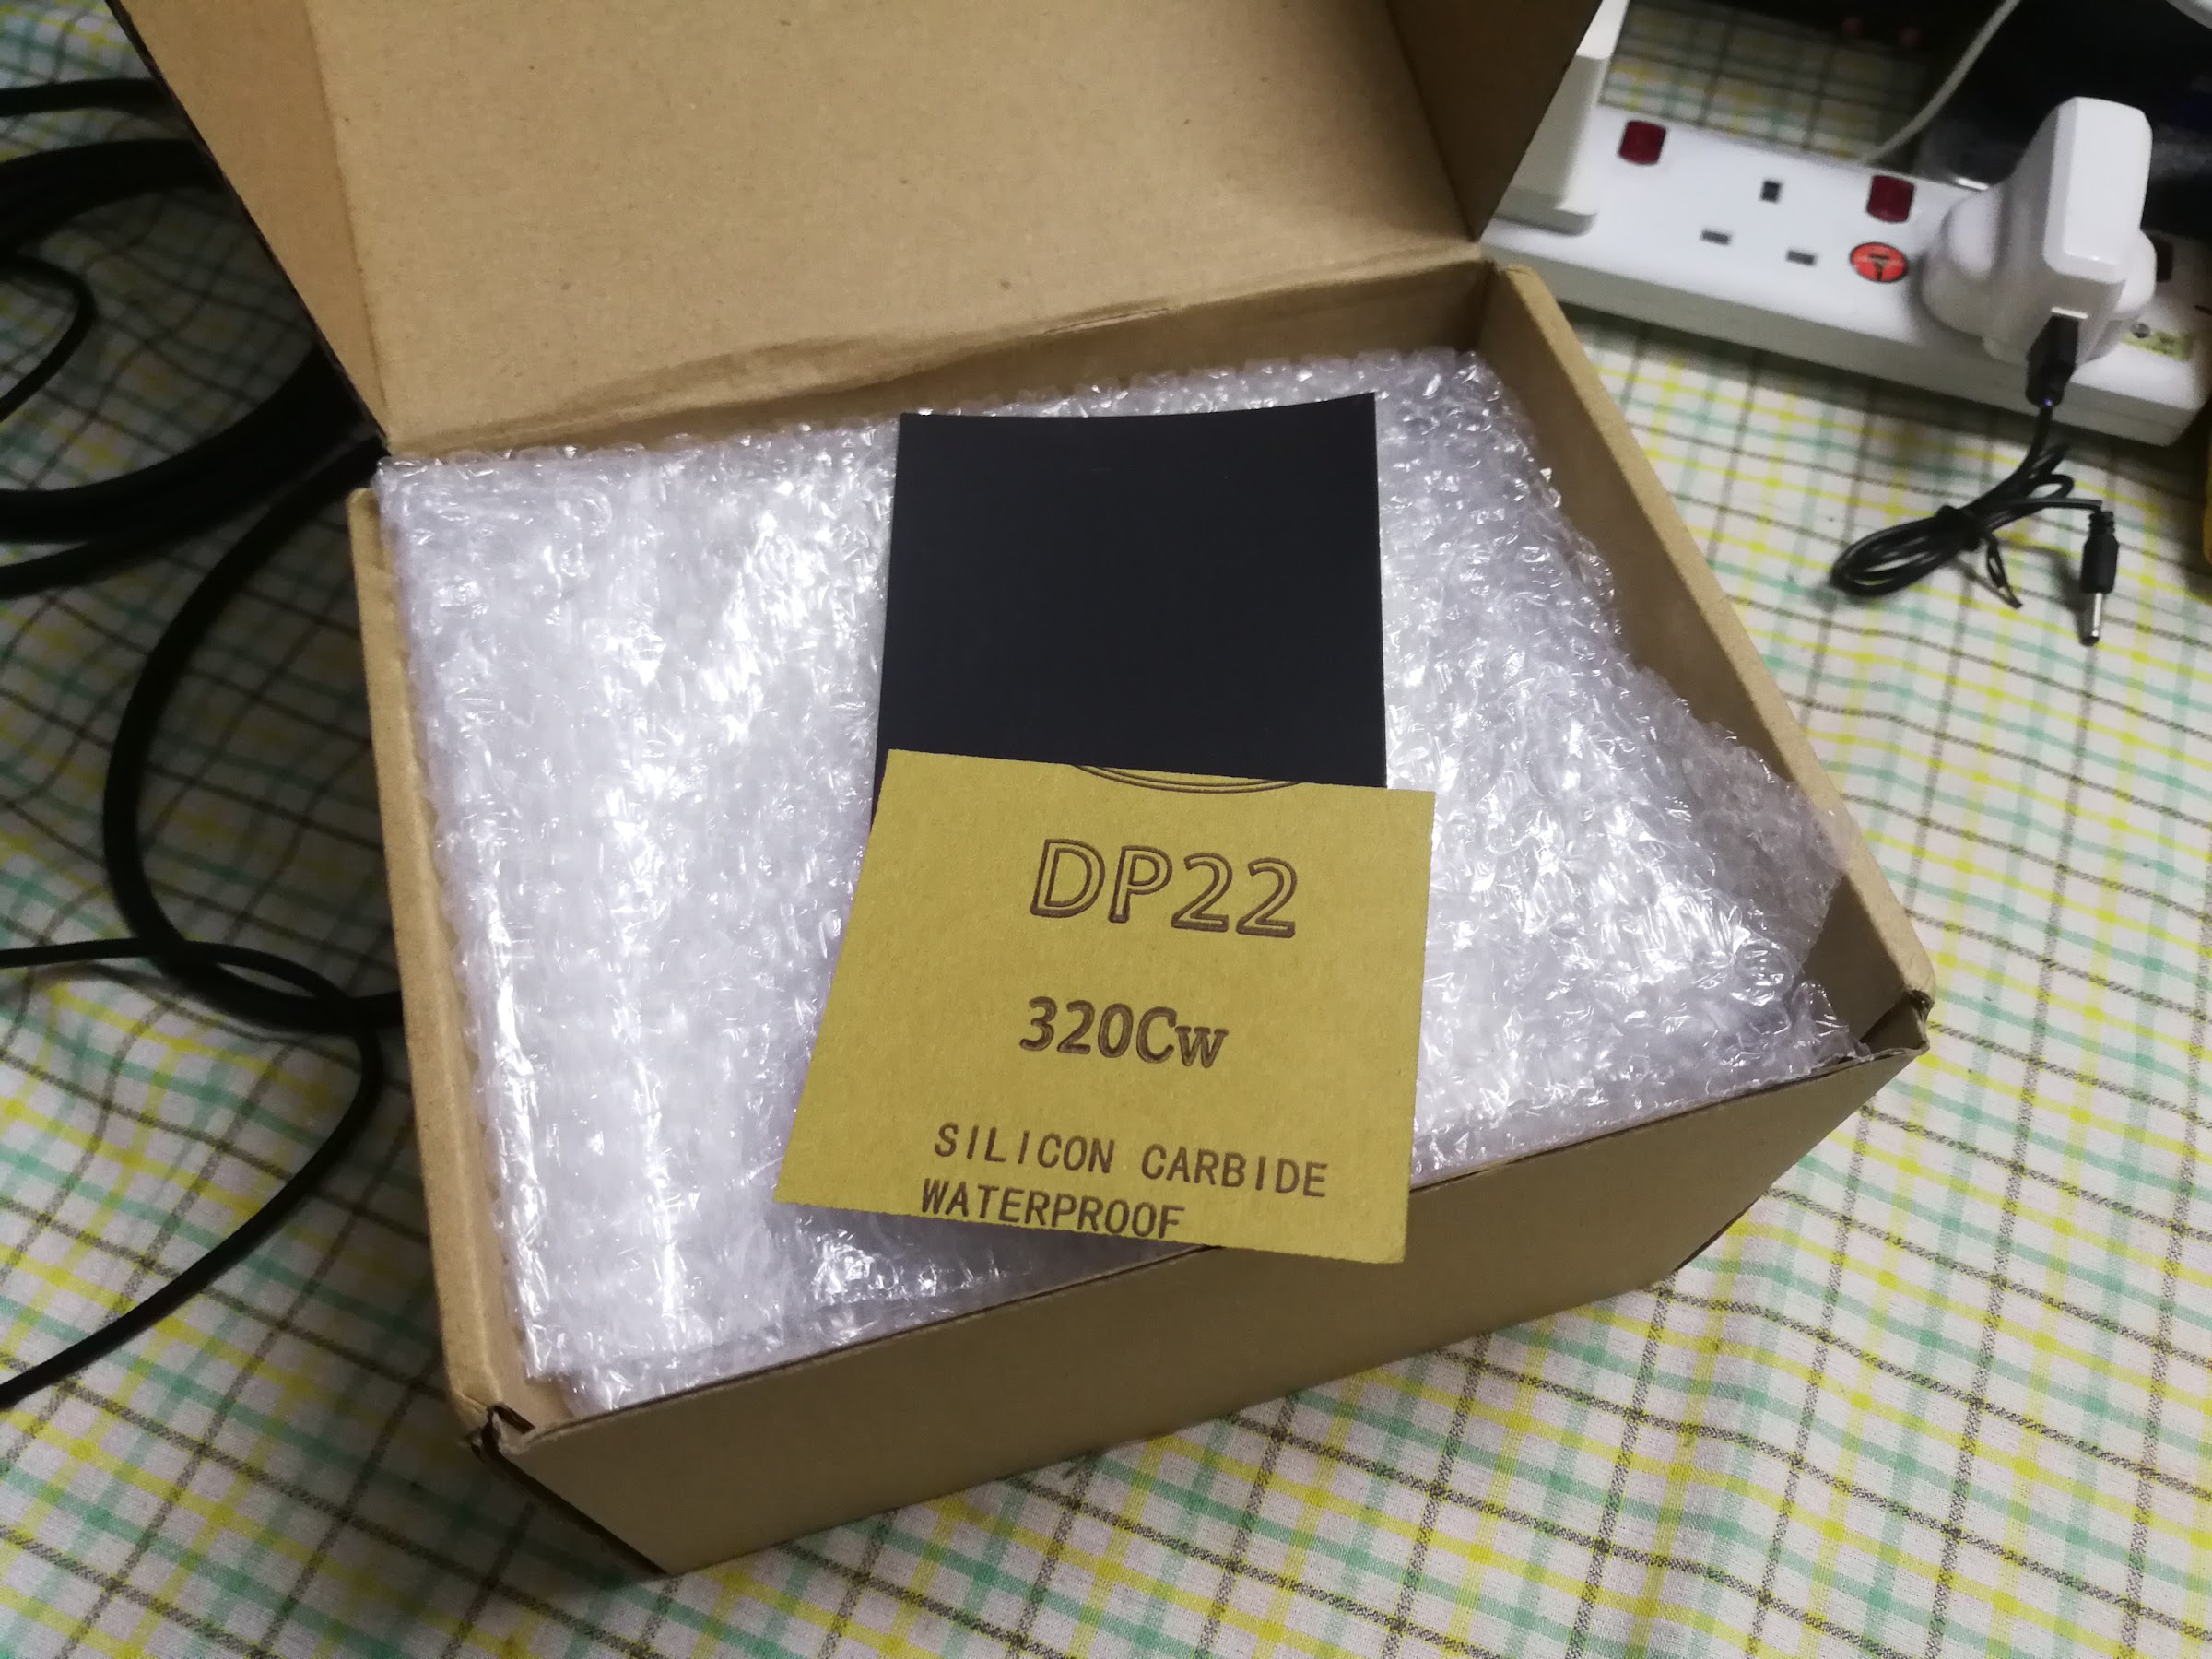 DP22
320Cw
SILICON CARBIDE
WATERPROOF